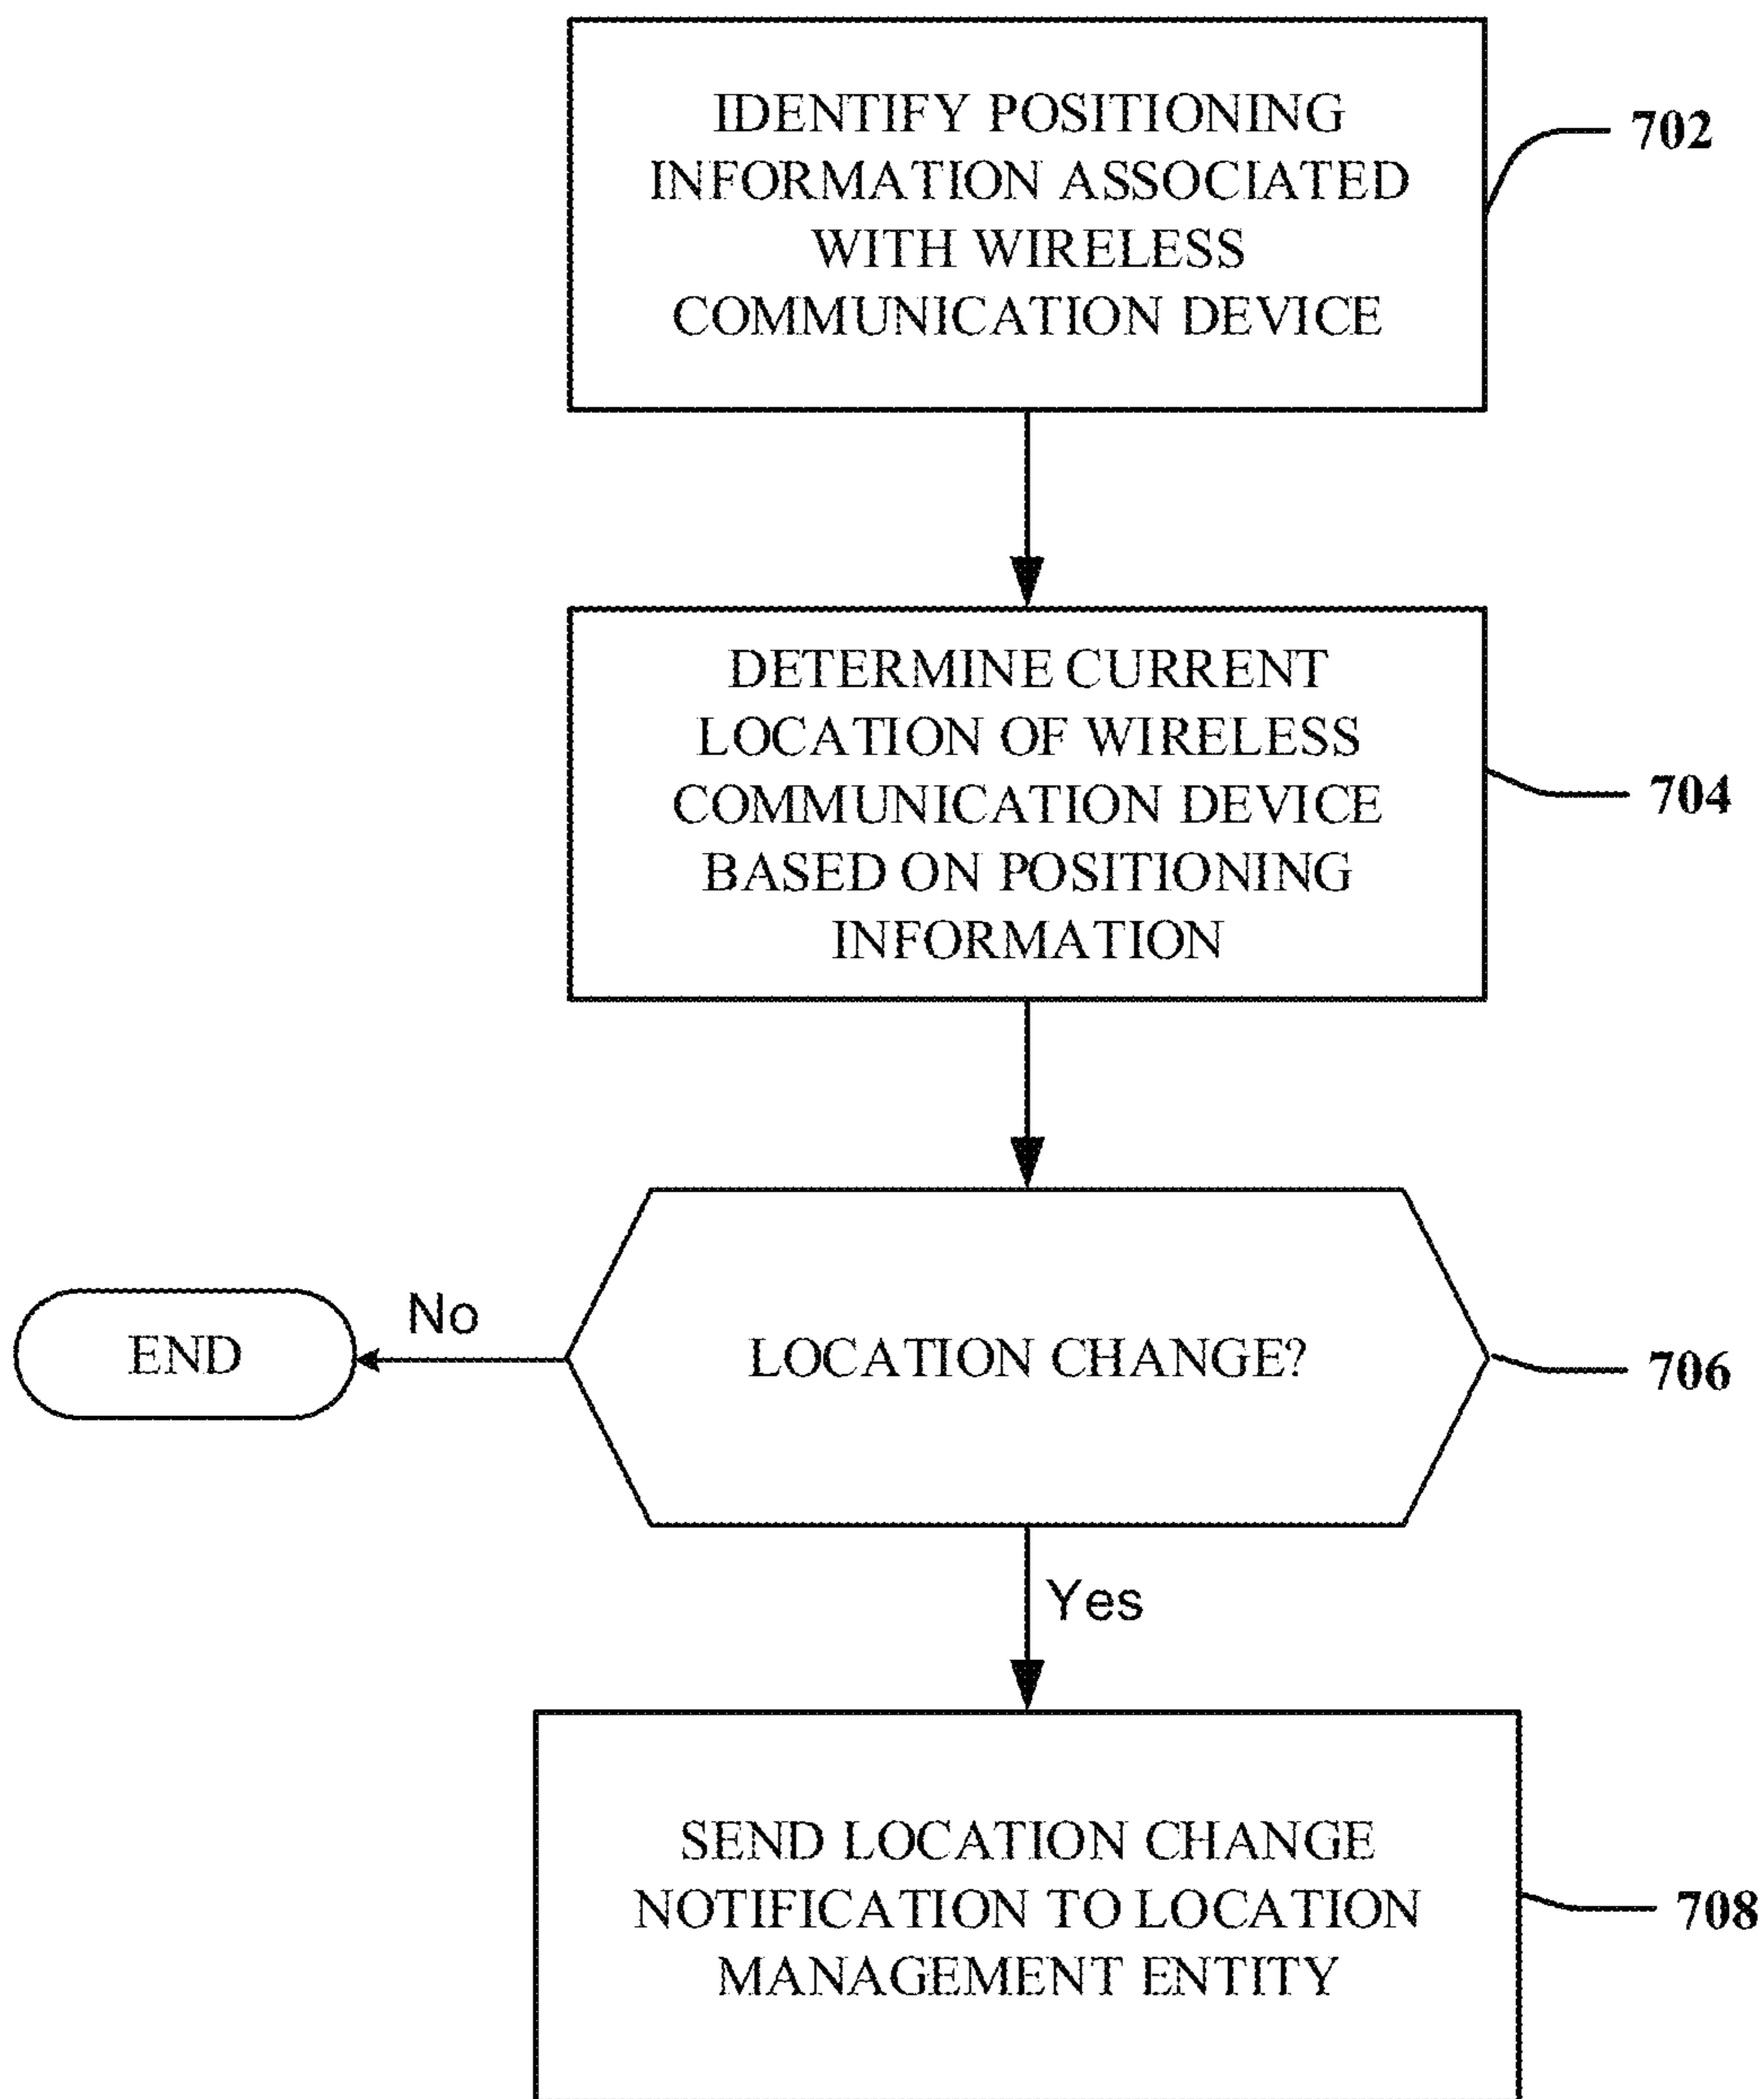 IDENTIFY POSITIONING
INFORMATION ASSOCIATED
WITH WIRELESS
COMMUNICATION DEVICE
702
DETERMINE CURRENT
LOCATION OF WIRELESS
COMMUNICATION DEVICE
BASED ON POSITIONING
INFORMATION
704
No
END
LOCATION CHANGE?
706
Yes
SEND LOCATION CHANGE
NOTIFICATION TO LOCATION
MANAGEMENT ENTITY
708